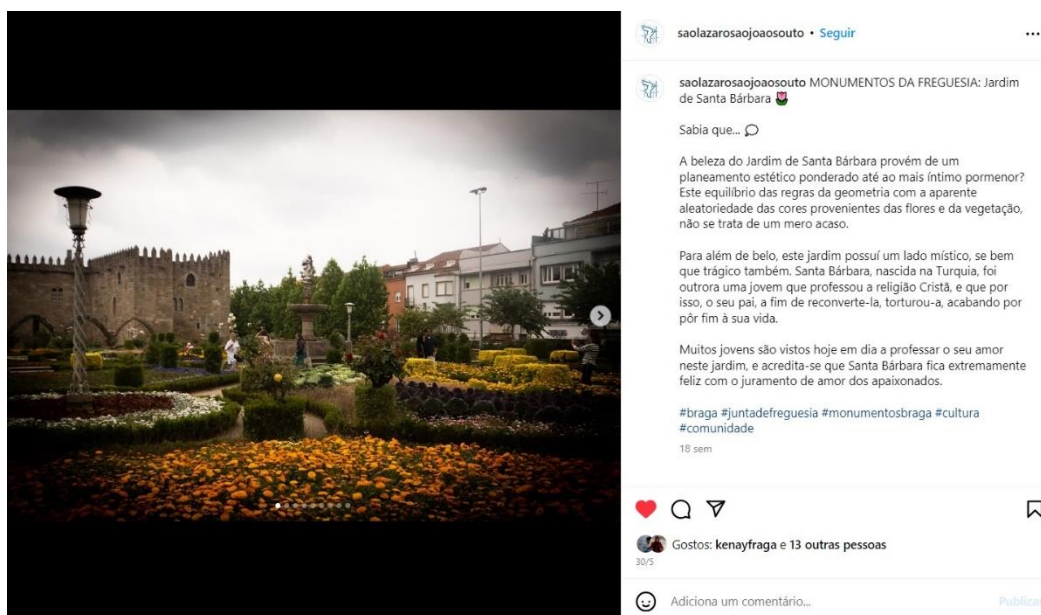 saolazarosaojoaosouto • Seguir
saolazarosaojoaosouto MONUMENTOS DA FREGUESIA: Jardim
de Santa Bárbara 🌷
Sabia que... 💭
A beleza do Jardim de Santa Bárbara provém de um
planeamento estético ponderado até ao mais íntimo pormenor?
Este equilíbrio das regras da geometria com a aparente
aleatoriedade das cores provenientes das flores e da vegetação,
não se trata de um mero acaso.
Para além de belo, este jardim possuí um lado místico, se bem
que trágico também. Santa Bárbara, nascida na Turquia, foi
outrora uma jovem que professou a religião Cristã, e que por
isso, o seu pai, a fim de reconverte-la, torturou-a, acabando por
pôr fim à sua vida.
Muitos jovens são vistos hoje em dia a professar o seu amor
neste jardim, e acredita-se que Santa Bárbara fica extremamente
feliz com o juramento de amor dos apaixonados.
#braga #juntadefreguesia #monumentosbraga #cultura
#comunidade
18 sem
Gostos: kenayfraga e 13 outras pessoas
30/5
Adiciona um comentário... Publicar